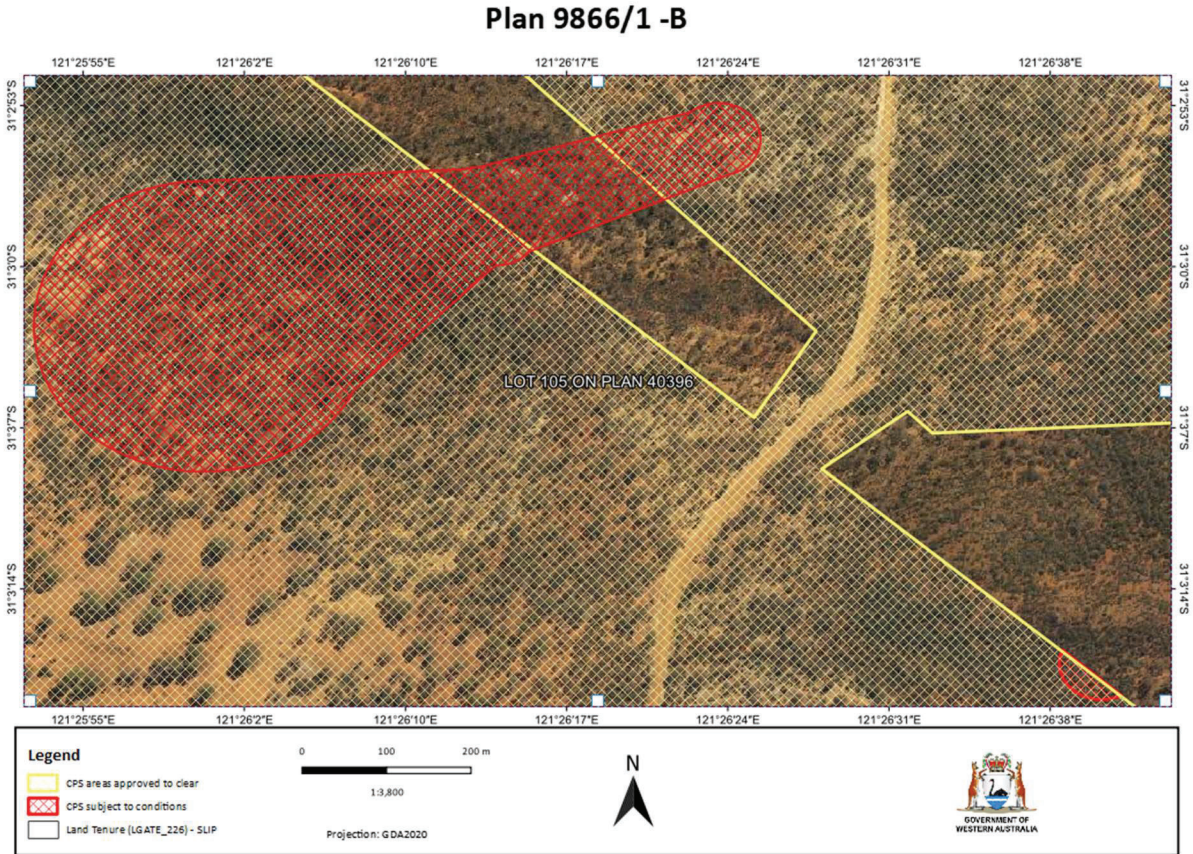 Plan 9866/1 -B
121°25'55"E 121°26'2"E 121°26'10"E 121°26'17"E 121°26'24"E 121°26'31"E 121°26'38"E
31°2'53"S 31°2'53"S
31°3'0"S 31°3'0"S
LOT 105 ON PLAN 40396
31°3'7"S 31°3'7"S
31°3'14"S 31°3'14"S
121°25'55"E 121°26'2"E 121°26'10"E 121°26'17"E 121°26'24"E 121°26'31"E 121°26'38"E
Legend
CPS areas approved to clear
CPS subject to conditions
Land Tenure (LGATE_226) - SLIP
0 100 200 m
1:3,800
Projection: GDA2020
N
GOVERNMENT OF
WESTERN AUSTRALIA